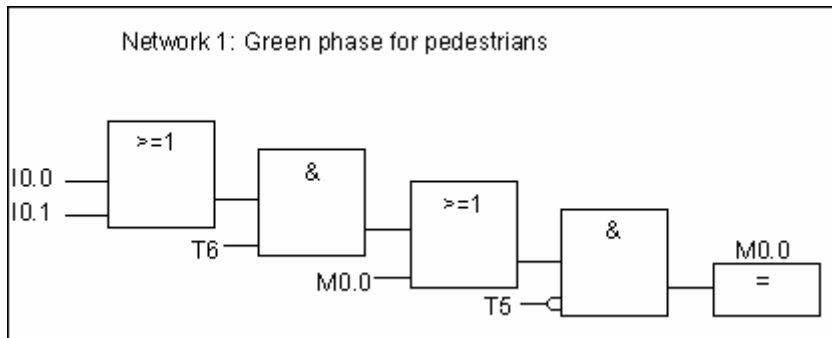 Network 1: Green phase for pedestrians
>=1
I0.0
I0.1
&
T6
>=1
M0.0
&
T5
M0.0
=